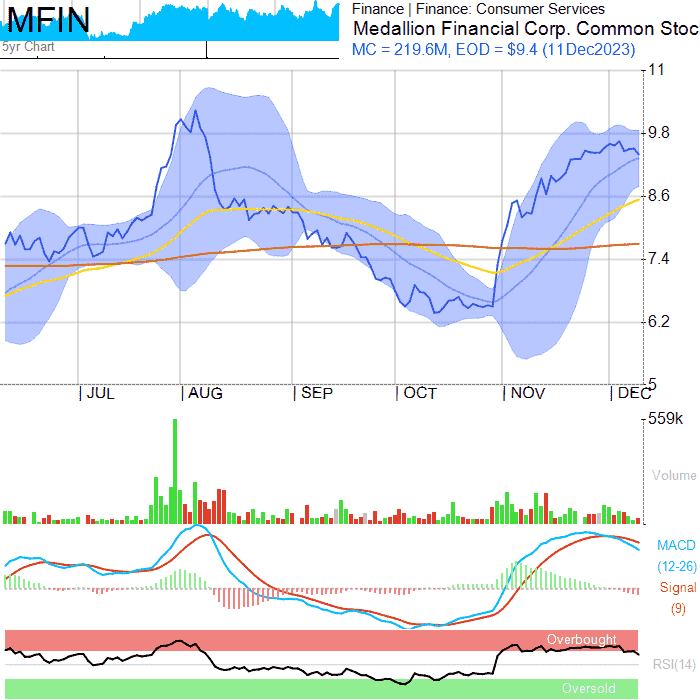 MFIN
5yr Chart
Finance | Finance: Consumer Services
Medallion Financial Corp. Common Stoc
MC = 219.6M, EOD = $9.4 (11Dec2023)
11
9.8
8.6
7.4
6.2
5
JUL
AUG
SEP
OCT
NOV
DEC
559k
Volume
MACD
(12-26)
Signal
(9)
Overbought
RSI(14)
Oversold